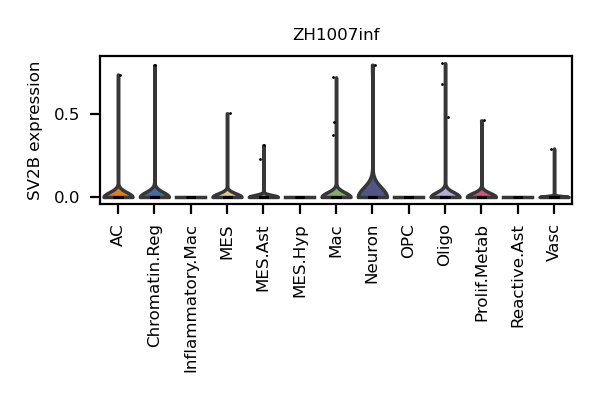 ZH1007inf
SV2B expression
0.5
0.0
AC
Chromatin.Reg
Inflammatory.Mac
MES
MES.Ast
MES.Hyp
Mac
Neuron
OPC
Oligo
Prolif.Metab
Reactive.Ast
Vasc